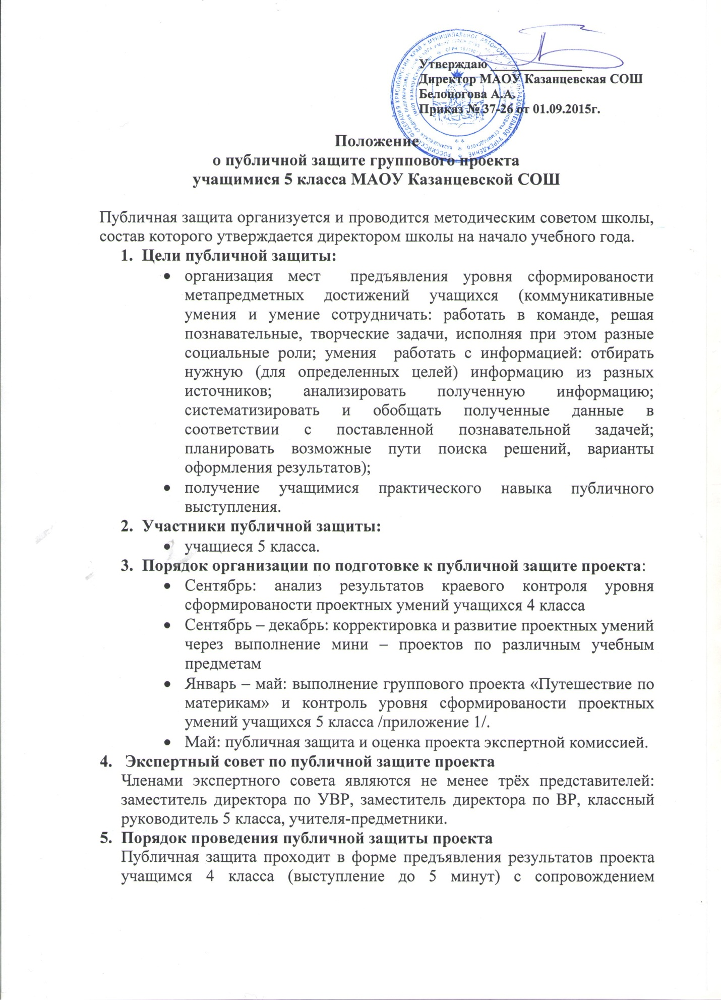 Утверждаю
Директор МАОУ Казанцевская СОШ
Белоногова А.А.
Приказ № 37-26 от 01.09.2015г.
Положение
о публичной защите группового проекта
учащимися 5 класса МАОУ Казанцевской СОШ
Публичная защита организуется и проводится методическим советом школы,
состав которого утверждается директором школы на начало учебного года.
1. Цели публичной защиты:
• организация мест предъявления уровня сформированости
метапредметных достижений учащихся (коммуникативные
умения и умение сотрудничать: работать в команде, решая
познавательные, творческие задачи, исполняя при этом разные
социальные роли; умения работать с информацией: отбирать
нужную (для определенных целей) информацию из разных
источников; анализировать полученную информацию;
систематизировать и обобщать полученные данные в
соответствии с поставленной познавательной задачей;
планировать возможные пути поиска решений, варианты
оформления результатов);
• получение учащимися практического навыка публичного
выступления.
2. Участники публичной защиты:
• учащиеся 5 класса.
3. Порядок организации по подготовке к публичной защите проекта:
• Сентябрь: анализ результатов краевого контроля уровня
сформированости проектных умений учащихся 4 класса
• Сентябрь – декабрь: корректировка и развитие проектных умений
через выполнение мини – проектов по различным учебным
предметам
• Январь – май: выполнение группового проекта «Путешествие по
материкам» и контроль уровня сформированости проектных
умений учащихся 5 класса /приложение 1/.
• Май: публичная защита и оценка проекта экспертной комиссией.
4. Экспертный совет по публичной защите проекта
Членами экспертного совета являются не менее трёх представителей:
заместитель директора по УВР, заместитель директора по ВР, классный
руководитель 5 класса, учителя-предметники.
5. Порядок проведения публичной защиты проекта
Публичная защита проходит в форме предъявления результатов проекта
учащимся 4 класса (выступление до 5 минут) с сопровождением
РОССИЙСКАЯ ФЕДЕРАЦИЯ КРАСНОЯРСКИЙ КРАЙ * МУНИЦИПАЛЬНОЕ АВТОНОМНОЕ ОБЩЕОБРАЗОВАТЕЛЬНОЕ УЧРЕЖДЕНИЕ *